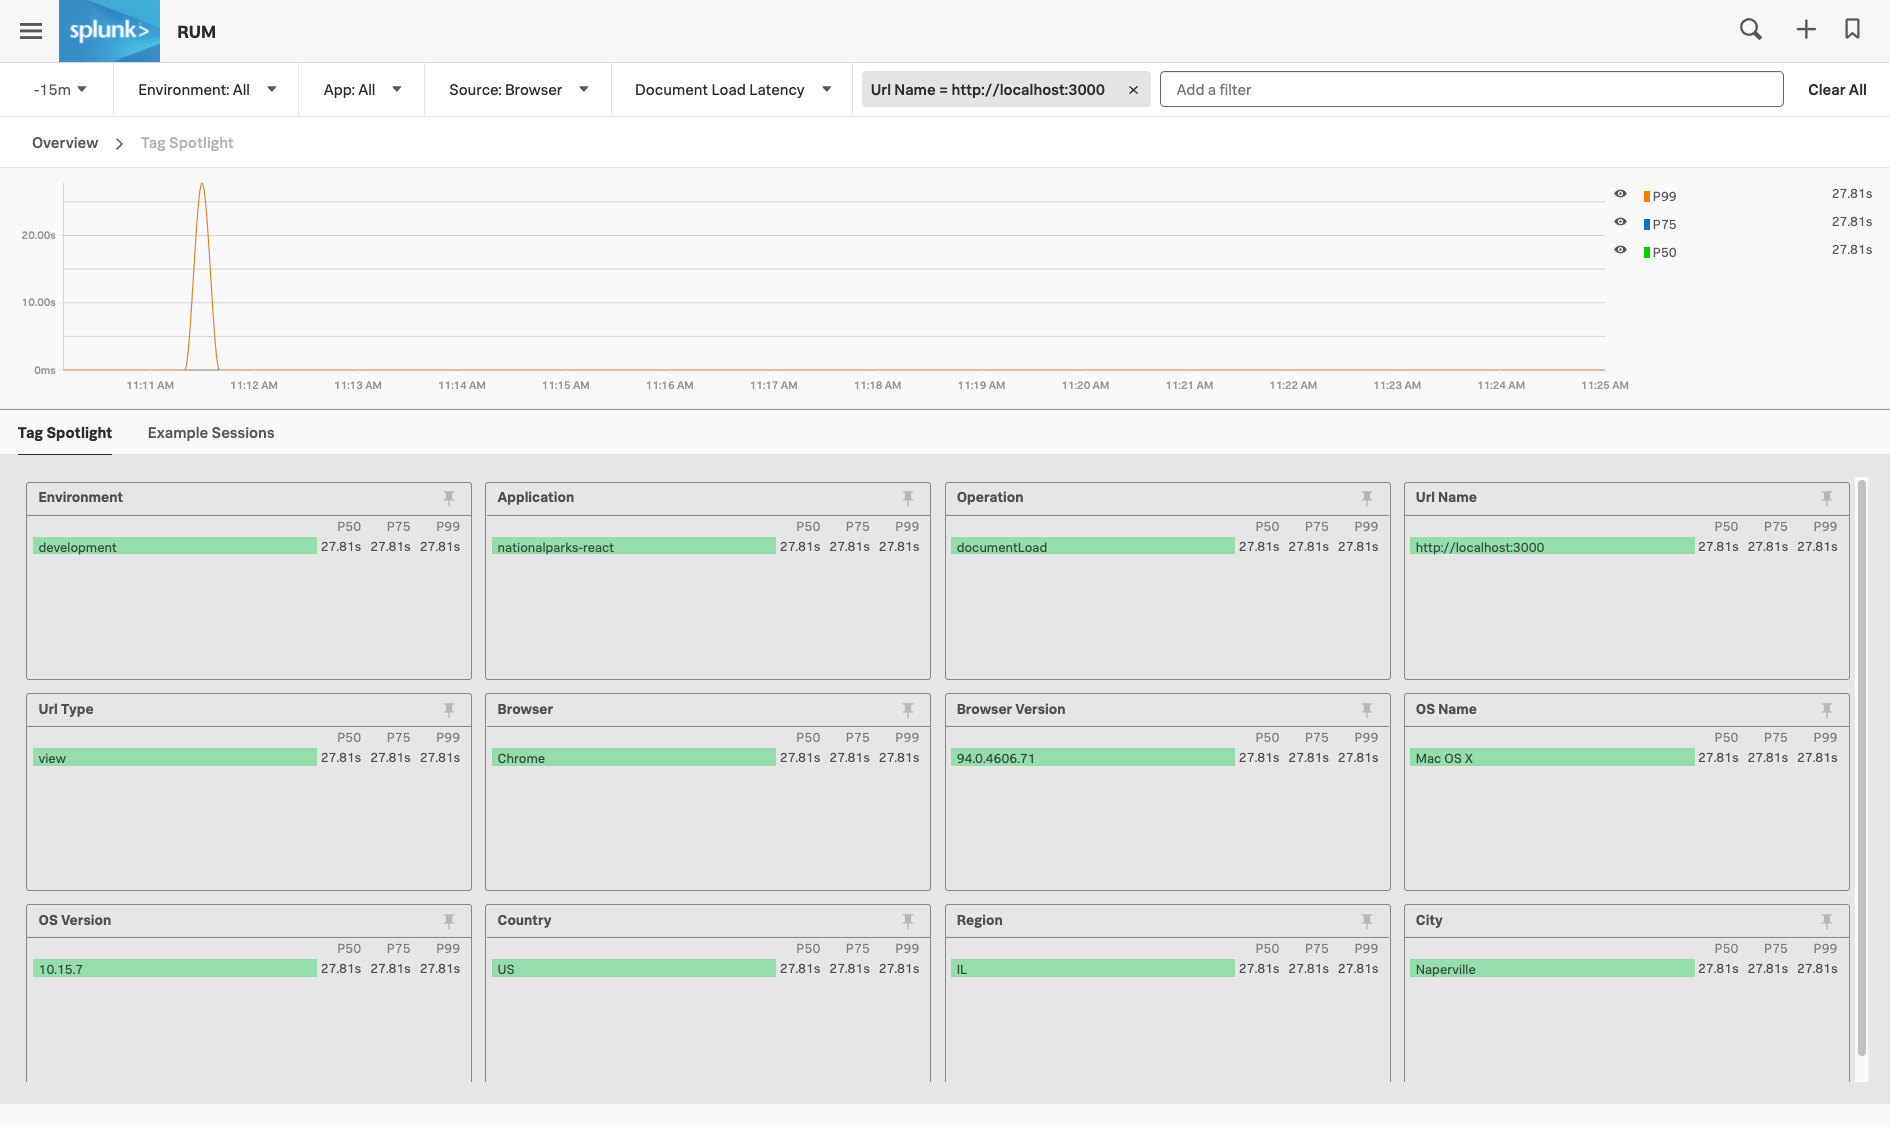 splunk> RUM
-15m Environment: All App: All Source: Browser Document Load Latency Url Name = http://localhost:3000 × Add a filter Clear All
Overview > Tag Spotlight
P99 27.81s
P75 27.81s
P50 27.81s
20.00s
10.00s
0ms
11:11 AM 11:12 AM 11:13 AM 11:14 AM 11:15 AM 11:16 AM 11:17 AM 11:18 AM 11:19 AM 11:20 AM 11:21 AM 11:22 AM 11:23 AM 11:24 AM 11:25 AM
Tag Spotlight Example Sessions
Environment
P50 P75 P99
development 27.81s 27.81s 27.81s
Application
P50 P75 P99
nationalparks-react 27.81s 27.81s 27.81s
Operation
P50 P75 P99
documentLoad 27.81s 27.81s 27.81s
Url Name
P50 P75 P99
http://localhost:3000 27.81s 27.81s 27.81s
Url Type
P50 P75 P99
view 27.81s 27.81s 27.81s
Browser
P50 P75 P99
Chrome 27.81s 27.81s 27.81s
Browser Version
P50 P75 P99
94.0.4606.71 27.81s 27.81s 27.81s
OS Name
P50 P75 P99
Mac OS X 27.81s 27.81s 27.81s
OS Version
P50 P75 P99
10.15.7 27.81s 27.81s 27.81s
Country
P50 P75 P99
US 27.81s 27.81s 27.81s
Region
P50 P75 P99
IL 27.81s 27.81s 27.81s
City
P50 P75 P99
Naperville 27.81s 27.81s 27.81s